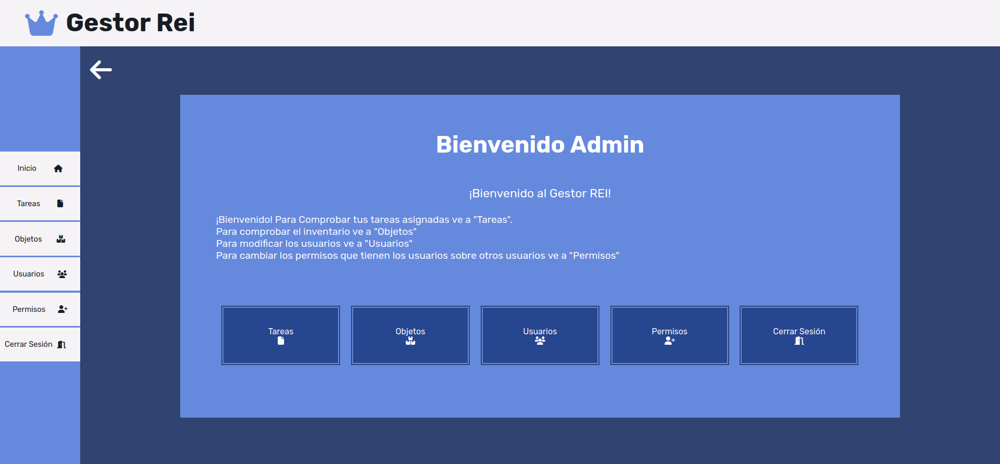 Gestor Rei
Inicio
Tareas
Objetos
Usuarios
Permisos
Cerrar Sesión
Bienvenido Admin
¡Bienvenido al Gestor REI!
¡Bienvenido! Para Comprobar tus tareas asignadas ve a "Tareas".
Para comprobar el inventario ve a "Objetos"
Para modificar los usuarios ve a "Usuarios"
Para cambiar los permisos que tienen los usuarios sobre otros usuarios ve a "Permisos"
Tareas
Objetos
Usuarios
Permisos
Cerrar Sesión